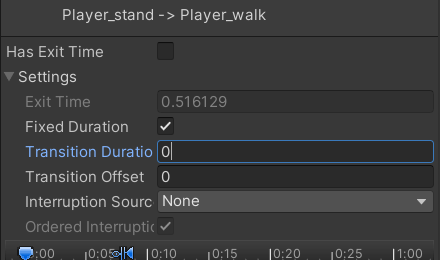 Player_stand -> Player_walk
Has Exit Time
Settings
Exit Time 0.516129
Fixed Duration
Transition Duratio 0
Transition Offset 0
Interruption Sourc None
Ordered Interruptio
:00 0:05 0:10 0:15 0:20 0:25 1:00